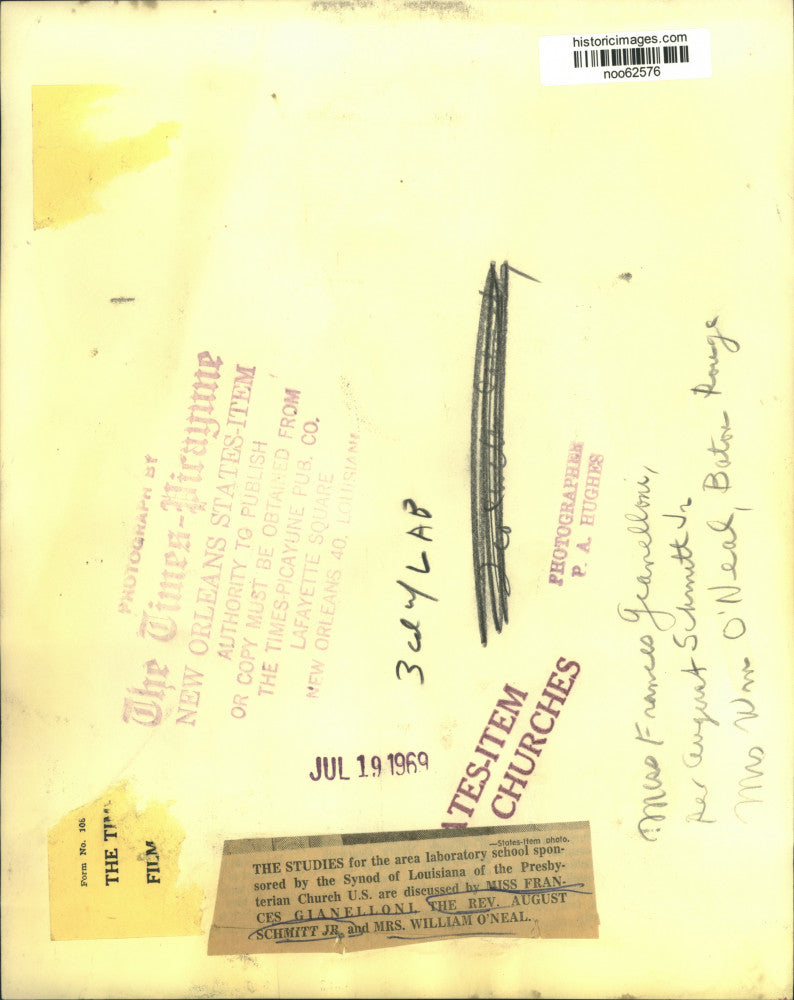 historicimages.com
noo62576
PHOTOGRAPH BY
The Times-Picayune
NEW ORLEANS STATES-ITEM
AUTHORITY TO PUBLISH
OR COPY MUST BE OBTAINED FROM
THE TIMES-PICAYUNE PUB. CO.
LAFAYETTE SQUARE
NEW ORLEANS 40, LOUISIANA
3 col 4 LAB
PHOTOGRAPHER
P. A. HUGHES
Miss Frances Gianelloni,
Rev August Schmitt Jr
Mrs Wm O'Neal, Baton Rouge
JUL 19 1969
ATES-ITEM
CHURCHES
Form No. 106
THE TIM
FILM
—States-Item photo.
THE STUDIES for the area laboratory school spon-
sored by the Synod of Louisiana of the Presby-
terian Church U.S. are discussed by MISS FRAN-
CES GIANELLONI, THE REV. AUGUST
SCHMITT JR. and MRS. WILLIAM O'NEAL.